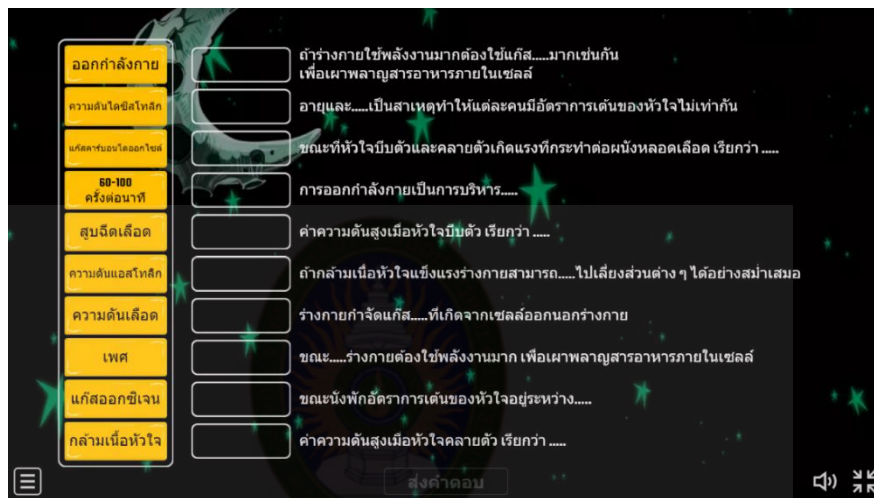 ออกกำลังกาย
ความดันไดซิสโทลิก
แก๊สคาร์บอนไดออกไซด์
60-100
ครั้งต่อนาที
สูบฉีดเลือด
ความดันแอสโทลิก
ความดันเลือด
เพศ
แก๊สออกซิเจน
กล้ามเนื้อหัวใจ
ถ้าร่างกายใช้พลังงานมากต้องใช้แก๊ส.....มากเช่นกัน
เพื่อเผาพลาญสารอาหารภายในเซลล์
อายุและ.....เป็นสาเหตุทำให้แต่ละคนมีอัตราการเต้นของหัวใจไม่เท่ากัน
ขณะที่หัวใจบีบตัวและคลายตัวเกิดแรงที่กระทำต่อผนังหลอดเลือด เรียกว่า .....
การออกกำลังกายเป็นการบริหาร.....
ค่าความดันสูงเมื่อหัวใจบีบตัว เรียกว่า .....
ถ้ากล้ามเนื้อหัวใจแข็งแรงร่างกายสามารถ.....ไปเลี้ยงส่วนต่าง ๆ ได้อย่างสม่ำเสมอ
ร่างกายกำจัดแก๊ส.....ที่เกิดจากเซลล์ออกนอกร่างกาย
ขณะ.....ร่างกายต้องใช้พลังงานมาก เพื่อเผาพลาญสารอาหารภายในเซลล์
ขณะนั่งพักอัตราการเต้นของหัวใจอยู่ระหว่าง.....
ค่าความดันสูงเมื่อหัวใจคลายตัว เรียกว่า .....
ส่งคำตอบ